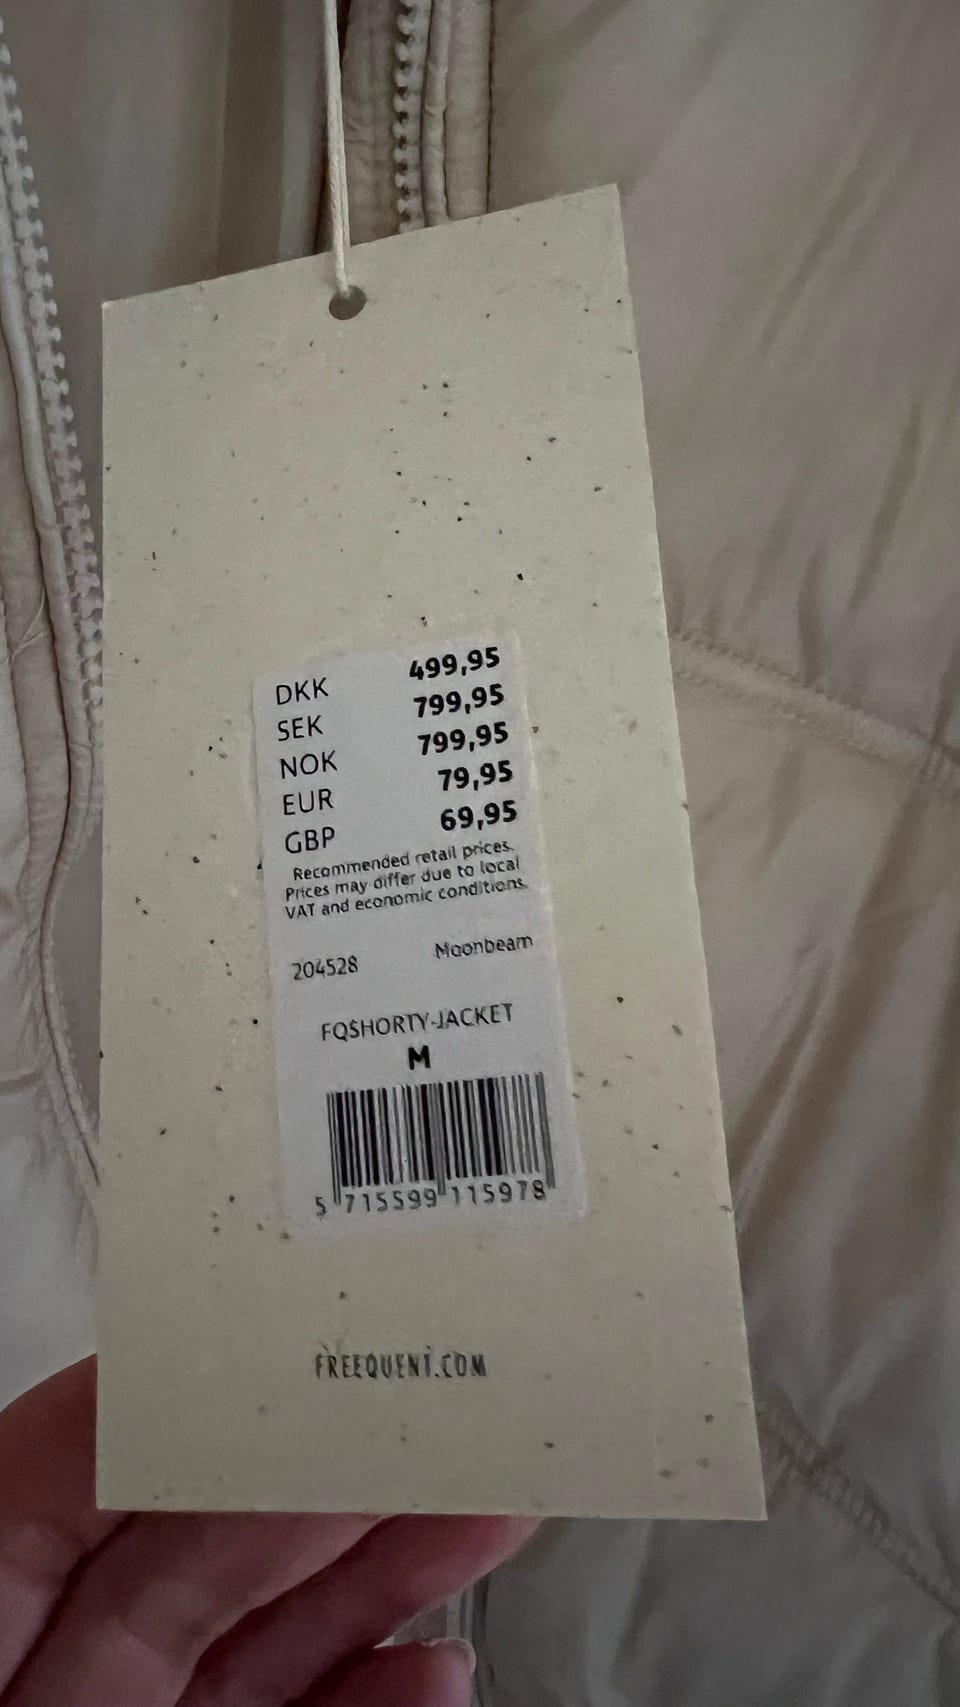 DKK 499,95
SEK 799,95
NOK 799,95
EUR 79,95
GBP 69,95
Recommended retail prices.
Prices may differ due to local
VAT and economic conditions.
204528 Moonbeam
FQSHORTY-JACKET
M
5 715599 115978
FREEQUENT.COM